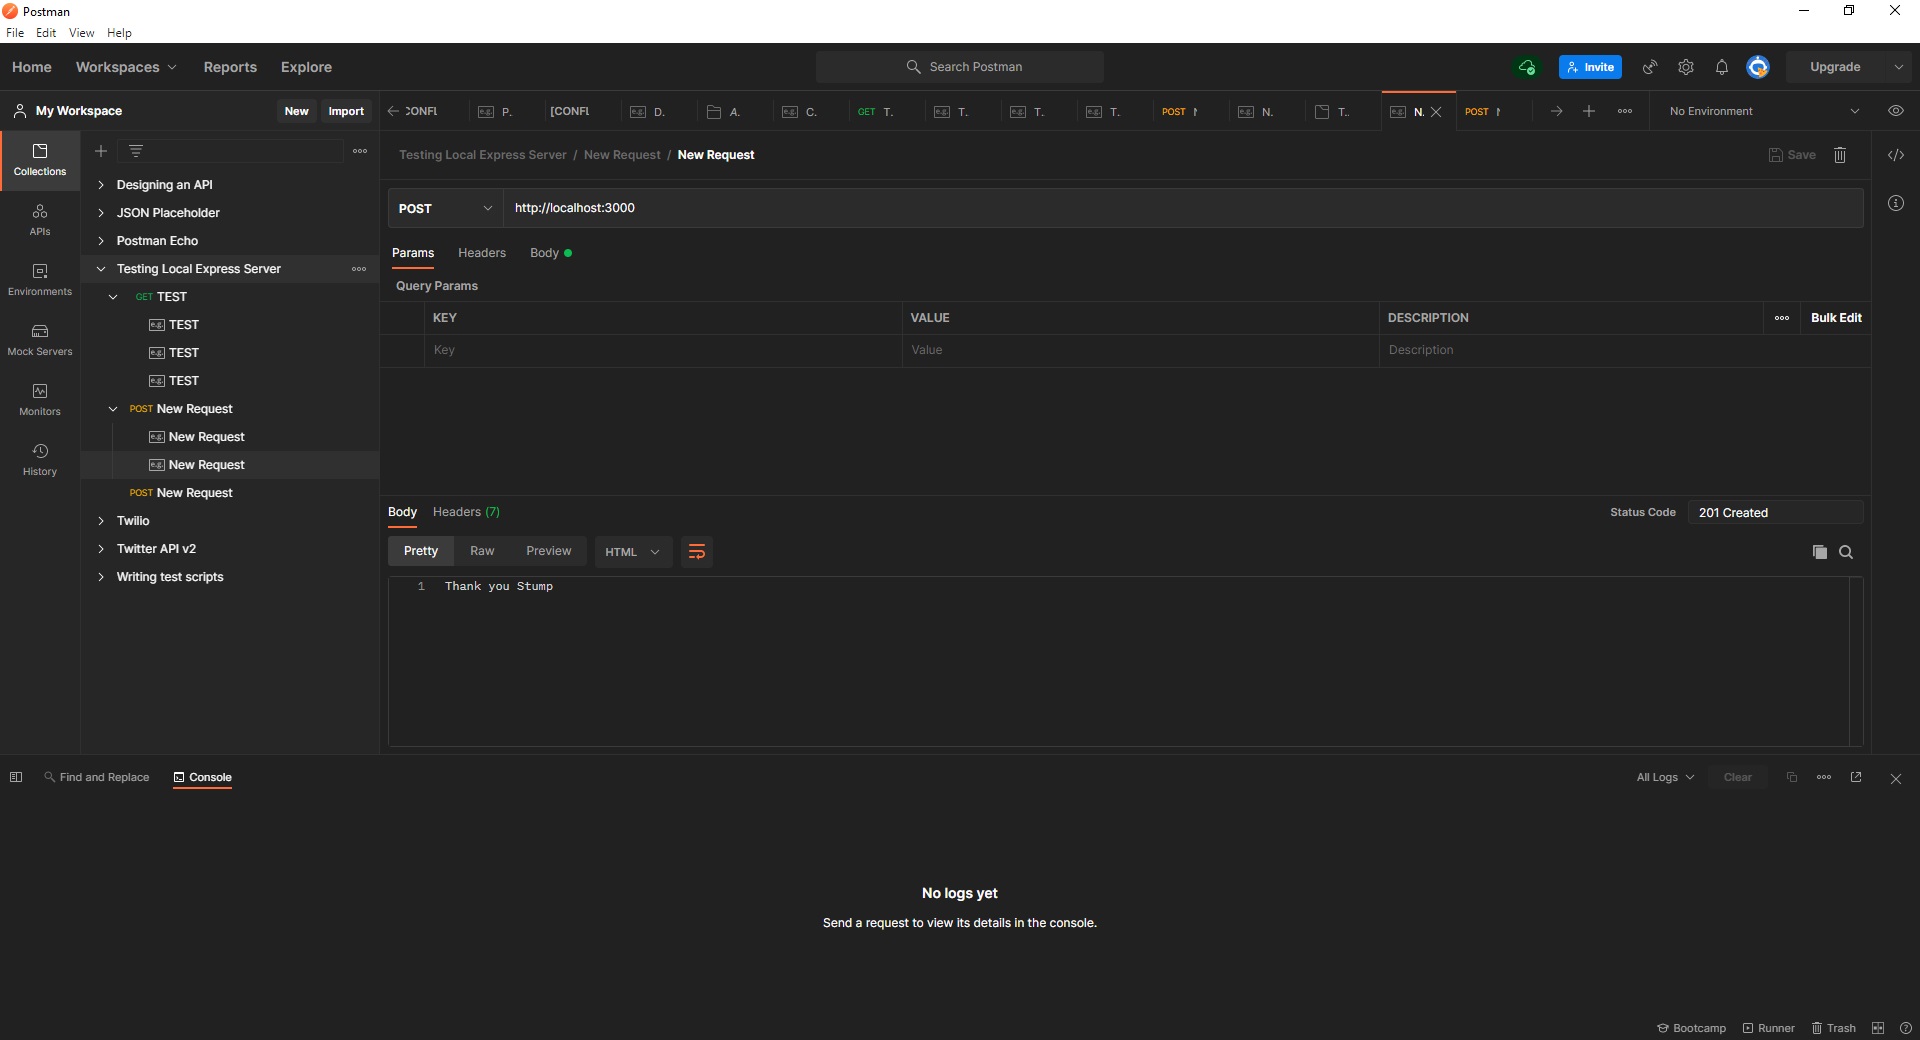 Postman
File Edit View Help
Home Workspaces Reports Explore
Search Postman
Invite
Upgrade
My Workspace
New Import
CONFL P. [CONFI D. A. C. GET T. T. T. T. POST N. T.. N. POST
No Environment
Collections
APIs
Environments
Mock Servers
Monitors
History
Designing an API
JSON Placeholder
Postman Echo
Testing Local Express Server
GET TEST
e.g. TEST
e.g. TEST
e.g. TEST
POST New Request
e.g. New Request
e.g. New Request
POST New Request
Twilio
Twitter API v2
Writing test scripts
Testing Local Express Server / New Request / New Request
Save
POST http://localhost:3000
Params Headers Body
Query Params
KEY VALUE DESCRIPTION Bulk Edit
Key Value Description
Body Headers (7)
Status Code 201 Created
Pretty Raw Preview HTML
1 Thank you Stump
Find and Replace Console
All Logs Clear
No logs yet
Send a request to view its details in the console.
Bootcamp Runner Trash